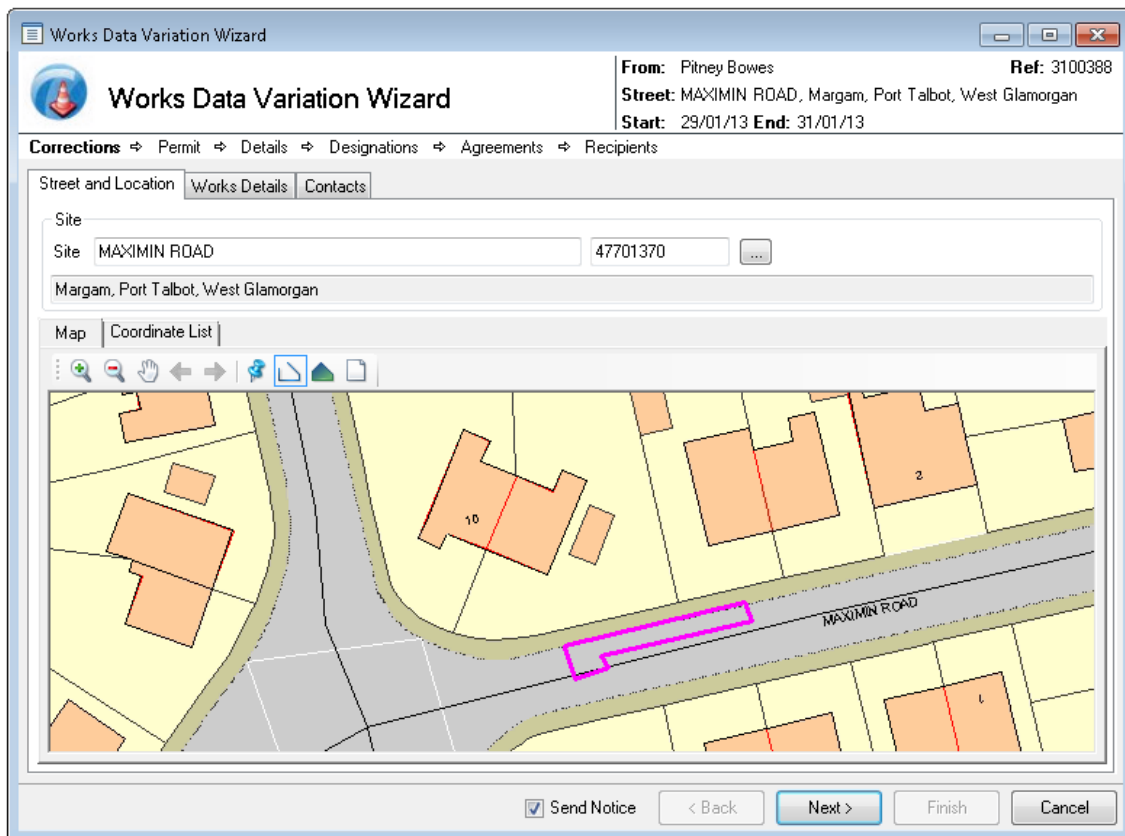 Works Data Variation Wizard
Works Data Variation Wizard
From: Pitney Bowes Ref: 3100388
Street: MAXIMIN ROAD, Margam, Port Talbot, West Glamorgan
Start: 29/01/13 End: 31/01/13
Corrections ⇨ Permit ⇨ Details ⇨ Designations ⇨ Agreements ⇨ Recipients
Street and Location Works Details Contacts
Site
Site MAXIMIN ROAD 47701370 ...
Margam, Port Talbot, West Glamorgan
Map Coordinate List
2
10
MAXIMIN ROAD
1
Send Notice < Back Next > Finish Cancel